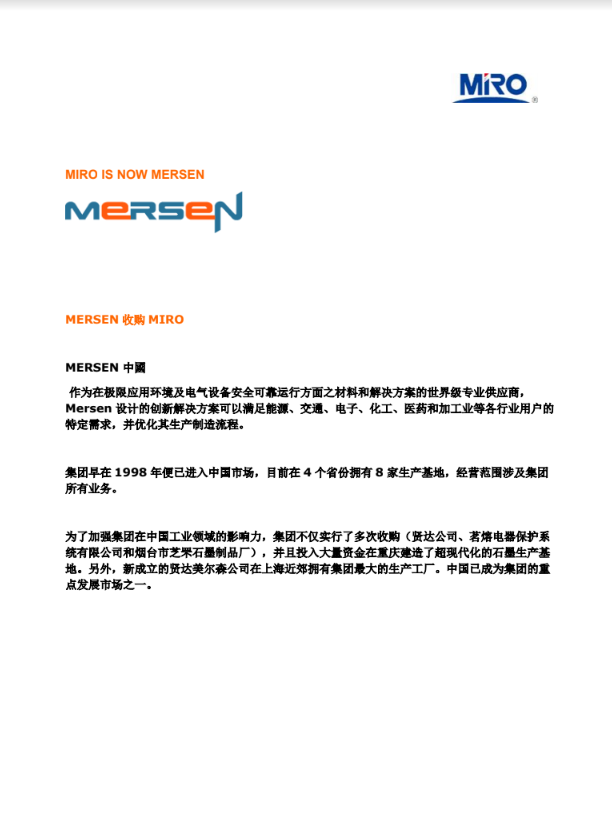 MiRO
®
MIRO IS NOW MERSEN
MERSEN
MERSEN 收购 MIRO
MERSEN 中國
作为在极限应用环境及电气设备安全可靠运行方面之材料和解决方案的世界级专业供应商，
Mersen 设计的创新解决方案可以满足能源、交通、电子、化工、医药和加工业等各行业用户的
特定需求，并优化其生产制造流程。
集团早在 1998 年便已进入中国市场，目前在 4 个省份拥有 8 家生产基地，经营范围涉及集团
所有业务。
为了加强集团在中国工业领域的影响力，集团不仅实行了多次收购（贤达公司、茗熔电器保护系
统有限公司和烟台市芝罘石墨制品厂），并且投入大量资金在重庆建造了超现代化的石墨生产基
地。另外，新成立的贤达美尔森公司在上海近郊拥有集团最大的生产工厂。中国已成为集团的重
点发展市场之一。